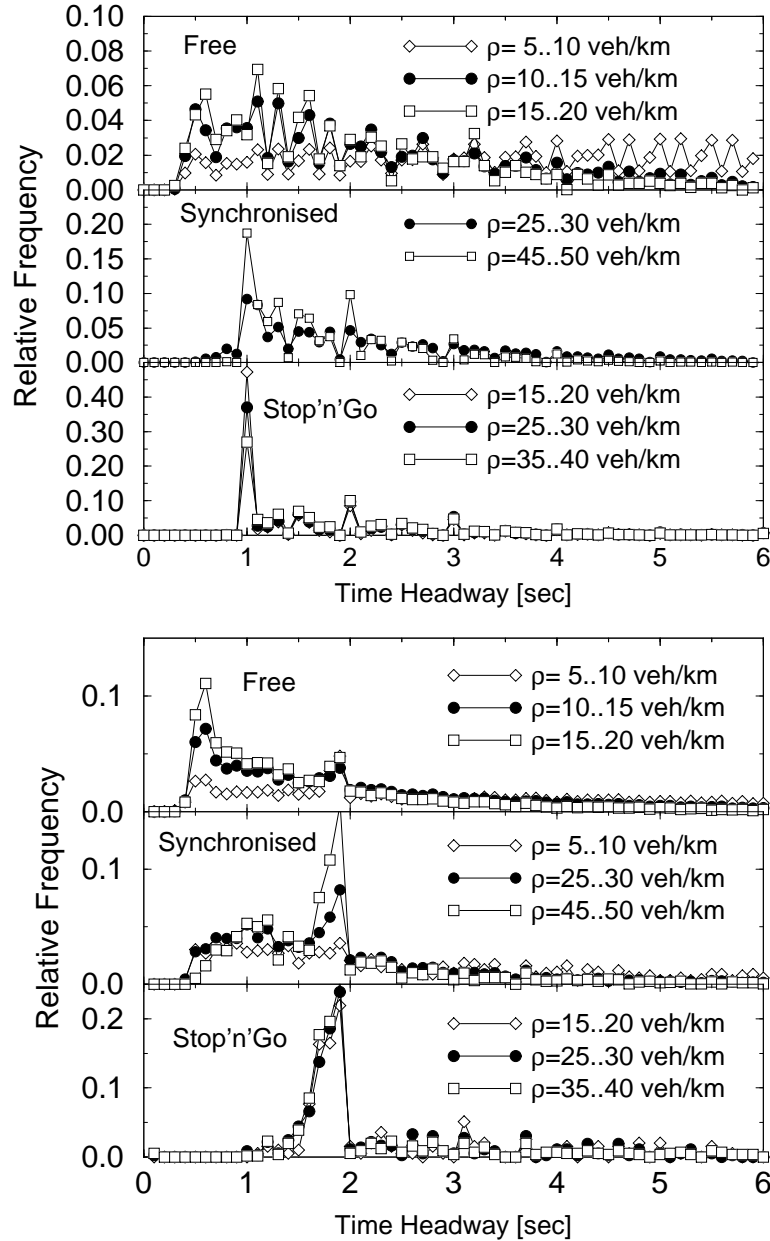 0.10
0.08
0.06
0.04
0.02
0.00
Free
ρ= 5..10 veh/km
ρ=10..15 veh/km
ρ=15..20 veh/km
0.20
0.15
0.10
0.05
0.00
Synchronised
ρ=25..30 veh/km
ρ=45..50 veh/km
0.40
0.30
0.20
0.10
0.00
Stop'n'Go
ρ=15..20 veh/km
ρ=25..30 veh/km
ρ=35..40 veh/km
Relative Frequency
0 1 2 3 4 5 6
Time Headway [sec]
0.1
0.0
Free
ρ= 5..10 veh/km
ρ=10..15 veh/km
ρ=15..20 veh/km
0.1
0.0
Synchronised
ρ= 5..10 veh/km
ρ=25..30 veh/km
ρ=45..50 veh/km
0.2
0.1
0.0
Stop'n'Go
ρ=15..20 veh/km
ρ=25..30 veh/km
ρ=35..40 veh/km
Relative Frequency
0 1 2 3 4 5 6
Time Headway [sec]